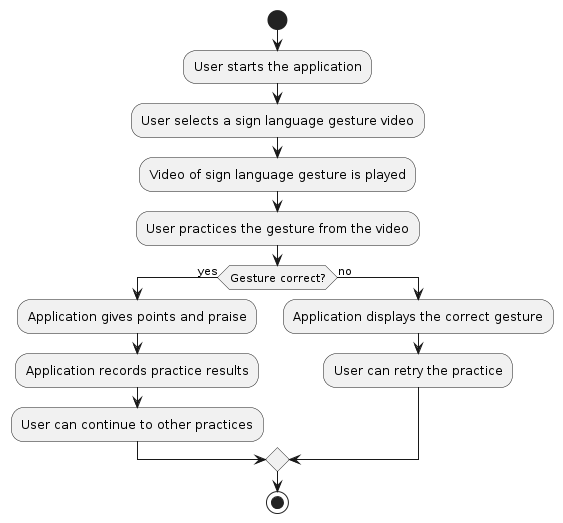 User starts the application
User selects a sign language gesture video
Video of sign language gesture is played
User practices the gesture from the video
Gesture correct?
yes
no
Application gives points and praise
Application records practice results
User can continue to other practices
Application displays the correct gesture
User can retry the practice